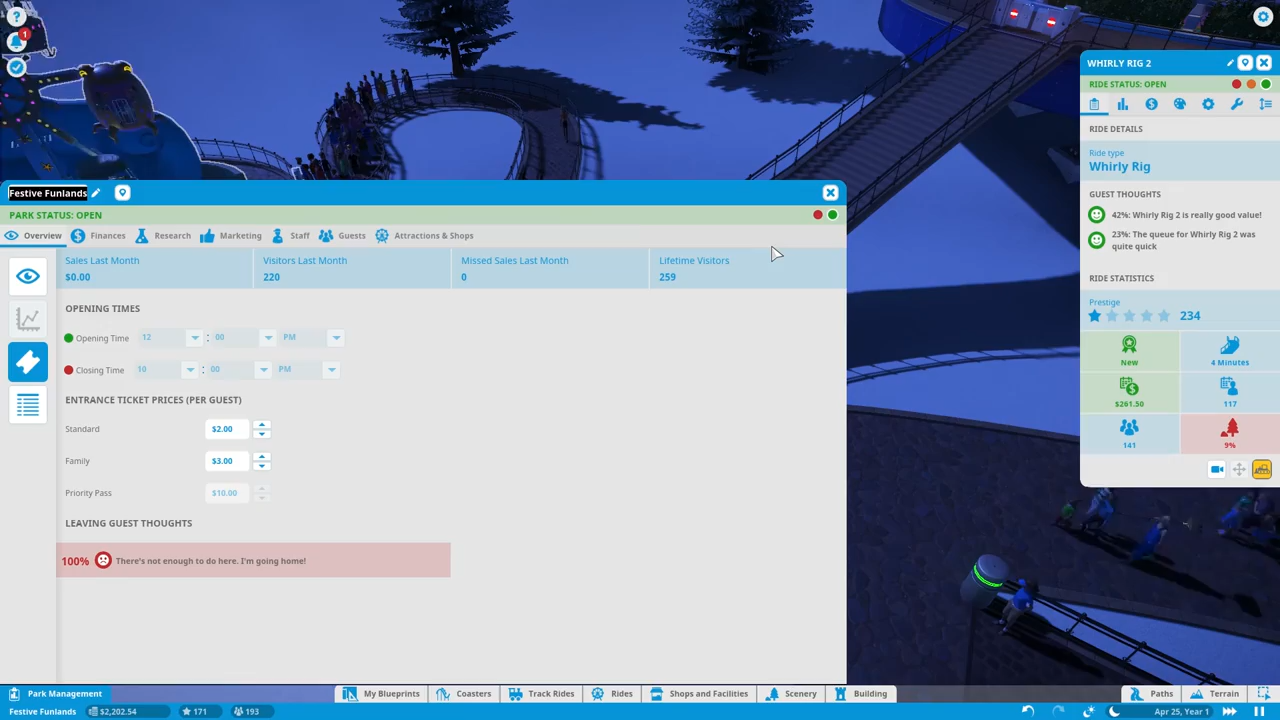 ?
1
Festive Funlands
PARK STATUS: OPEN
Overview Finances Research Marketing Staff Guests Attractions & Shops
Sales Last Month Visitors Last Month Missed Sales Last Month Lifetime Visitors
$0.00 220 0 259
OPENING TIMES
Opening Time 12 : 00 PM
Closing Time 10 : 00 PM
ENTRANCE TICKET PRICES (PER GUEST)
Standard $2.00
Family $3.00
Priority Pass $10.00
LEAVING GUEST THOUGHTS
100% There's not enough to do here. I'm going home!
WHIRLY RIG 2
RIDE STATUS: OPEN
RIDE DETAILS
Ride type
Whirly Rig
GUEST THOUGHTS
42%: Whirly Rig 2 is really good value!
23%: The queue for Whirly Rig 2 was
quite quick
RIDE STATISTICS
Prestige
234
New 4 Minutes
$261.50 117
141 9%
Park Management My Blueprints Coasters Track Rides Rides Shops and Facilities Scenery Building Paths Terrain
Festive Funlands $2,202.54 171 193 Apr 25, Year 1